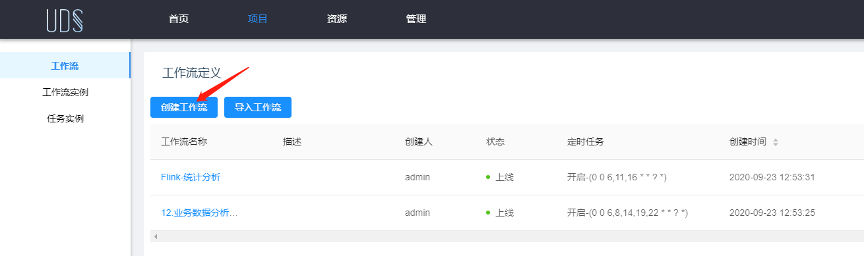 UDS 首页 项目 资源 管理
工作流
工作流实例
任务实例
工作流定义
创建工作流 导入工作流
工作流名称 描述 创建人 状态 定时任务 创建时间
Flink-统计分析 admin 上线 开启-(0 0 6,11,16 * * ? *) 2020-09-23 12:53:31
12.业务数据分析... admin 上线 开启-(0 0 6,8,14,19,22 * * ? *) 2020-09-23 12:53:25